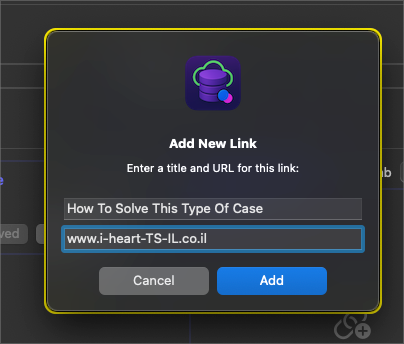 Add New Link
Enter a title and URL for this link:
How To Solve This Type Of Case
www.i-heart-TS-IL.co.il
Cancel
Add